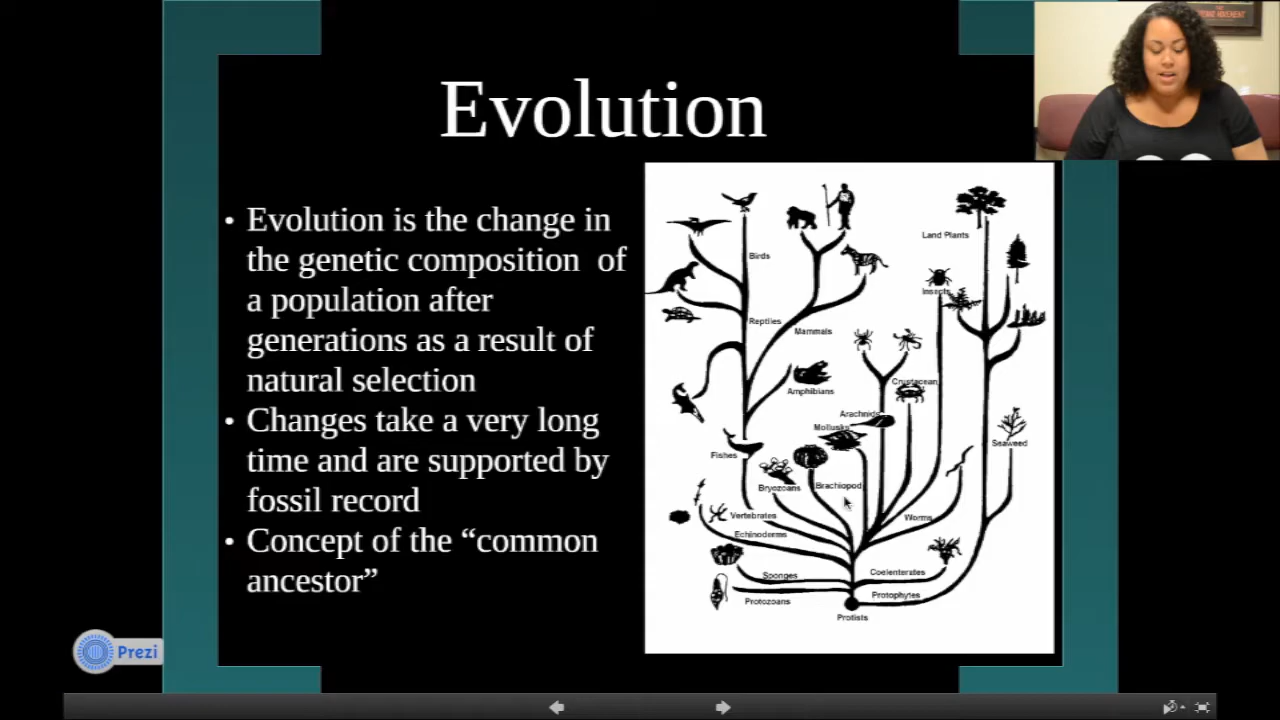 MOVEMENT
Evolution
• Evolution is the change in
the genetic composition of
a population after
generations as a result of
natural selection
• Changes take a very long
time and are supported by
fossil record
• Concept of the “common
ancestor”
Land Plants
Birds
Insects
Reptiles
Mammals
Crustacean
Amphibians
Arachnids
Mollusks
Seaweed
Fishes
Bryozoans
Brachiopod
Vertebrates
Worms
Echinoderms
Coelenterates
Sponges
Protophytes
Protozoans
Protists
Prezi